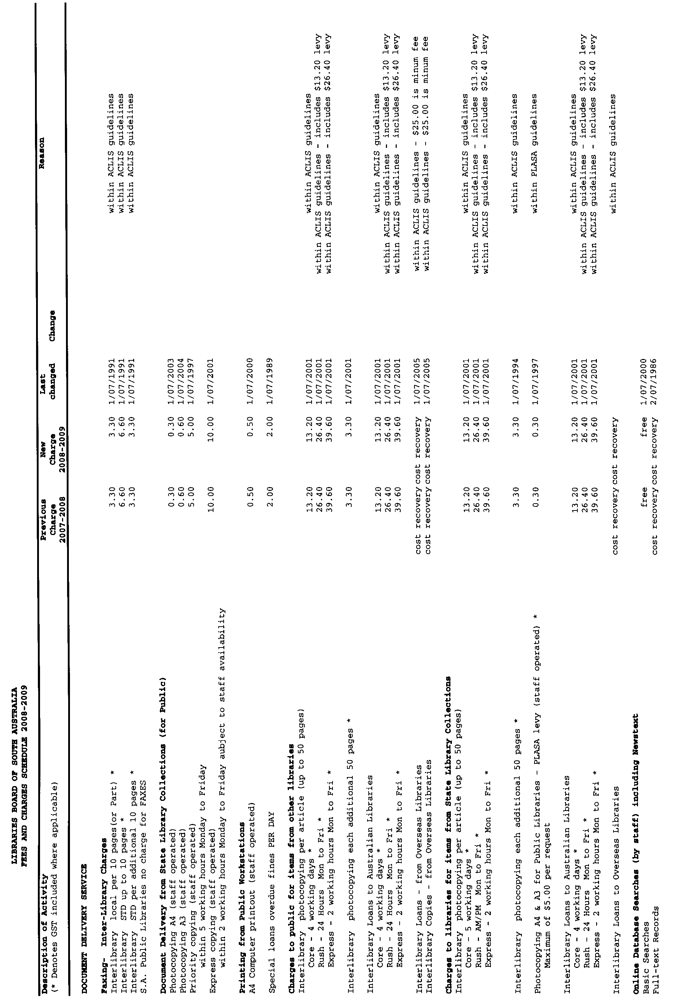 LIBRARIES BOARD OF SOUTH AUSTRALIA
FEES AND CHARGES SCHEDULE 2008-2009
Description of Activity Previous New Last Change Reason
(* Denotes GST included where applicable) Charge Charge changed
2007-2008 2008-2009
DOCUMENT DELIVERY SERVICE
Faxing- Inter-Library Charges
Interlibrary local per 10 pages(or Part) * 3.30 3.30 1/07/1991 within ACLIS guidelines
Interlibrary STD up to 10 pages * 6.60 6.60 1/07/1991 within ACLIS guidelines
Interlibrary STD per additional 10 pages * 3.30 3.30 1/07/1991 within ACLIS guidelines
S.A. Public Libraries no charge for FAXES
Document Delivery from State Library Collections (for Public)
Photocopying A4 (staff operated) 0.30 0.30 1/07/2003
Photocopying A3 (staff operated) 0.60 0.60 1/07/2004
Priority copying (staff operated) 5.00 5.00 1/07/1997
within 5 working hours Monday to Friday
Express copying (staff operated) 10.00 10.00 1/07/2001
within 2 working hours Monday to Friday aubject to staff availability
Printing from Public Workstations
A4 Computer printout (staff operated) 0.50 0.50 1/07/2000
Special loans overdue fines PER DAY 2.00 2.00 1/07/1989
Charges to public for items from other libraries
Interlibrary photocopying per article (up to 50 pages)
Core - 4 working days * 13.20 13.20 1/07/2001 within ACLIS guidelines
Rush - 24 Hours Mon to Fri * 26.40 26.40 1/07/2001 within ACLIS guidelines - includes $13.20 levy
Express - 2 working hours Mon to Fri * 39.60 39.60 1/07/2001 within ACLIS guidelines - includes $26.40 levy
Interlibrary photocopying each additional 50 pages * 3.30 3.30 1/07/2001
Interlibrary Loans to Australian Libraries
Core - 4 working days * 13.20 13.20 1/07/2001 within ACLIS guidelines
Rush - 24 Hours Mon to Fri * 26.40 26.40 1/07/2001 within ACLIS guidelines - includes $13.20 levy
Express - 2 working hours Mon to Fri * 39.60 39.60 1/07/2001 within ACLIS guidelines - includes $26.40 levy
Interlibrary Loans - from Overseas Libraries cost recovery cost recovery 1/07/2005 within ACLIS guidelines - $25.00 is minum fee
Interlibrary Copies - from Overseas Libraries cost recovery cost recovery 1/07/2005 within ACLIS guidelines - $25.00 is minum fee
Charges to libraries for items from State Library Collections
Interlibrary photocopying per article (up to 50 pages)
Core - 5 working days * 13.20 13.20 1/07/2001 within ACLIS guidelines
Rush - AM/PM Mon to Fri * 26.40 26.40 1/07/2001 within ACLIS guidelines - includes $13.20 levy
Express - 2 working hours Mon to Fri * 39.60 39.60 1/07/2001 within ACLIS guidelines - includes $26.40 levy
Interlibrary photocopying each additional 50 pages * 3.30 3.30 1/07/1994 within ACLIS guidelines
Photocopying A4 & A3 for Public Libraries - PLASA levy (staff operated) * 0.30 0.30 1/07/1997 within PLASA guidelines
Maximum of $5.00 per request
Interlibrary Loans to Australian Libraries
Core - 4 working days * 13.20 13.20 1/07/2001 within ACLIS guidelines
Rush - 24 Hours Mon to Fri * 26.40 26.40 1/07/2001 within ACLIS guidelines - includes $13.20 levy
Express - 2 working hours Mon to Fri * 39.60 39.60 1/07/2001 within ACLIS guidelines - includes $26.40 levy
Interlibrary Loans to Overseas Libraries cost recovery cost recovery within ACLIS guidelines
Online Database Searches (by staff) including Newstext
Basic Searches free free 1/07/2000
Full-text Records cost recovery cost recovery 2/07/1986